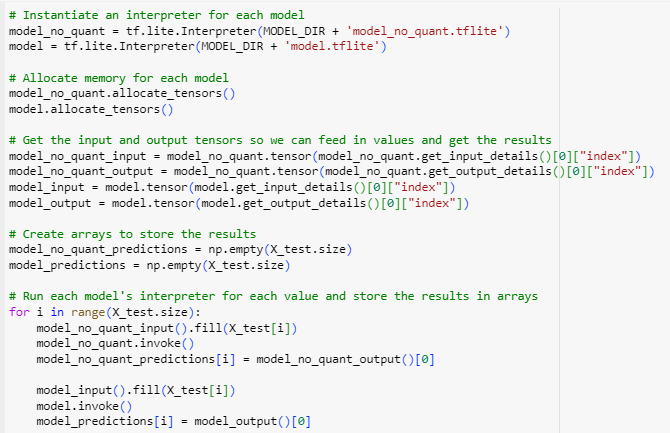 # Instantiate an interpreter for each model
model_no_quant = tf.lite.Interpreter(MODEL_DIR + 'model_no_quant.tflite')
model = tf.lite.Interpreter(MODEL_DIR + 'model.tflite')

# Allocate memory for each model
model_no_quant.allocate_tensors()
model.allocate_tensors()

# Get the input and output tensors so we can feed in values and get the results
model_no_quant_input = model_no_quant.tensor(model_no_quant.get_input_details()[0]["index"])
model_no_quant_output = model_no_quant.tensor(model_no_quant.get_output_details()[0]["index"])
model_input = model.tensor(model.get_input_details()[0]["index"])
model_output = model.tensor(model.get_output_details()[0]["index"])

# Create arrays to store the results
model_no_quant_predictions = np.empty(X_test.size)
model_predictions = np.empty(X_test.size)

# Run each model's interpreter for each value and store the results in arrays
for i in range(X_test.size):
    model_no_quant_input().fill(X_test[i])
    model_no_quant.invoke()
    model_no_quant_predictions[i] = model_no_quant_output()[0]

    model_input().fill(X_test[i])
    model.invoke()
    model_predictions[i] = model_output()[0]